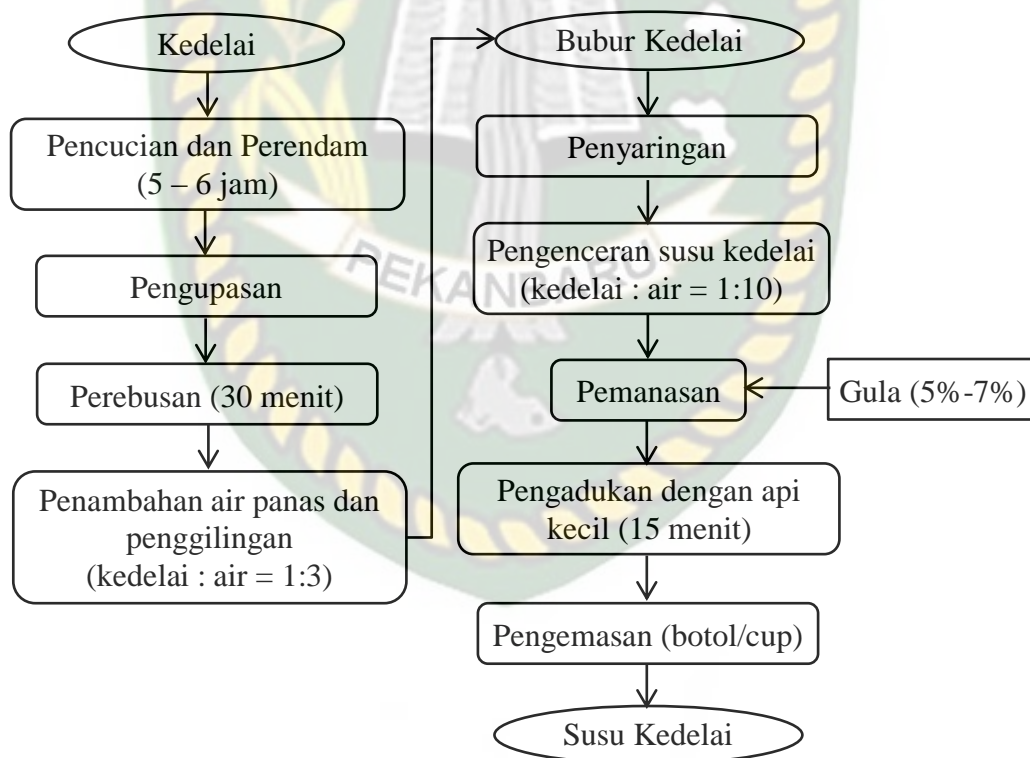 Kedelai
Pencucian dan Perendam
(5 – 6 jam)
Pengupasan
Perebusan (30 menit)
Penambahan air panas dan
penggilingan
(kedelai : air = 1:3)
Bubur Kedelai
Penyaringan
Pengenceran susu kedelai
(kedelai : air = 1:10)
Pemanasan
Gula (5%-7%)
Pengadukan dengan api
kecil (15 menit)
Pengemasan (botol/cup)
Susu Kedelai
PEKANBARU